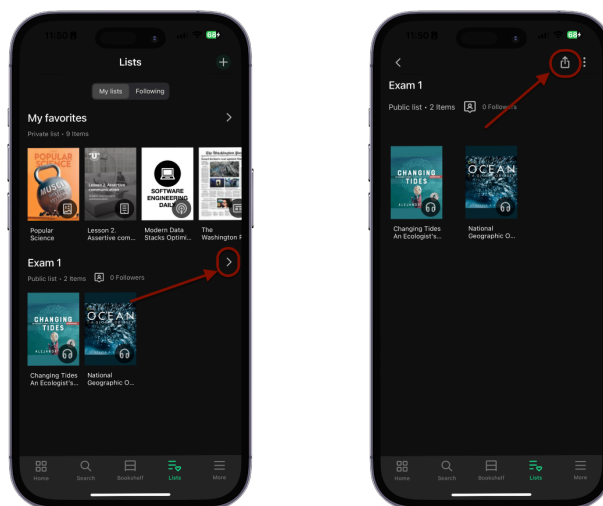 11:50
68
Lists
My lists
Following
My favorites
Private list • 9 Items
POPULAR
SCIENCE
MUSCLE
Lesson 2. Assertive
communication
SOFTWARE
ENGINEERING
DAILY
The Washington Post
Popular
Science
Lesson 2.
Assertive com...
Modern Data
Stacks Optimi...
The
Washington P
Exam 1
Public list • 2 Items
0 Followers
CHANGING
TIDES
OCEAN
Changing Tides
An Ecologist's...
National
Geographic O...
Home
Search
Bookshelf
Lists
More
11:50
68
Exam 1
Public list • 2 Items
0 Followers
CHANGING
TIDES
OCEAN
Changing Tides
An Ecologist's...
National
Geographic O...
Home
Search
Bookshelf
Lists
More